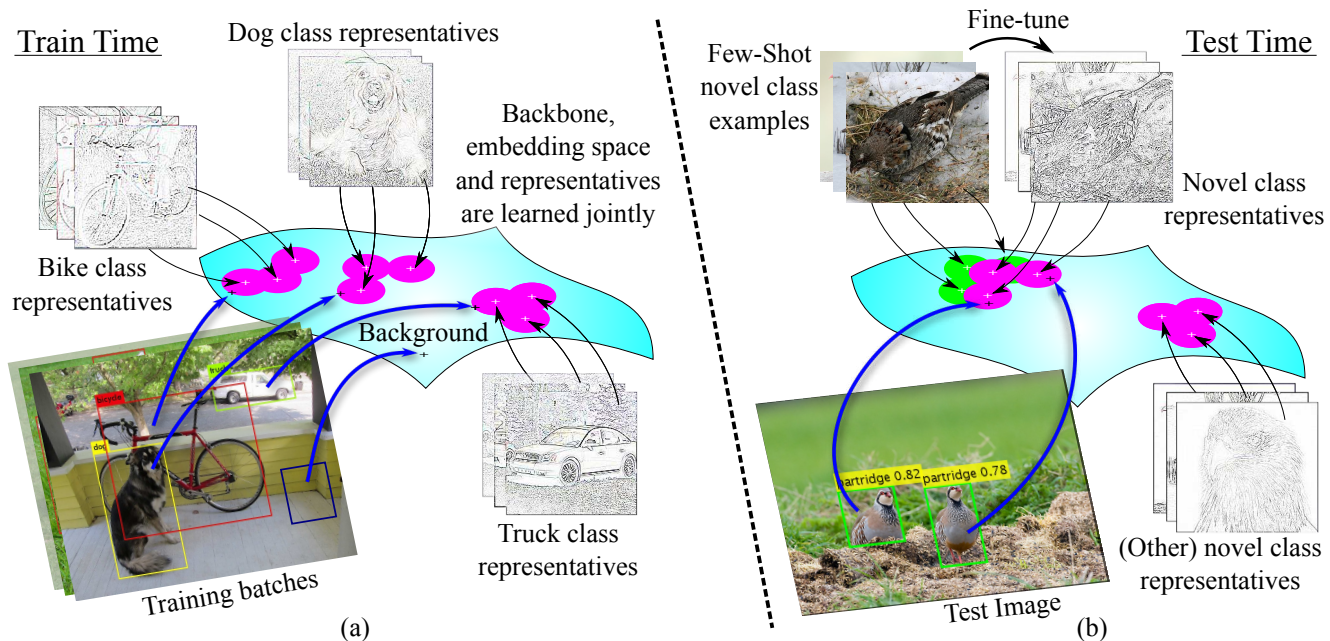 Train Time
Dog class representatives
Bike class
representatives
Backbone,
embedding space
and representatives
are learned jointly
Background
truck
bicycle
dog
Training batches
Truck class
representatives
(a)
Fine-tune
Test Time
Few-Shot
novel class
examples
Novel class
representatives
partridge 0.82
partridge 0.78
Test Image
(Other) novel class
representatives
(b)